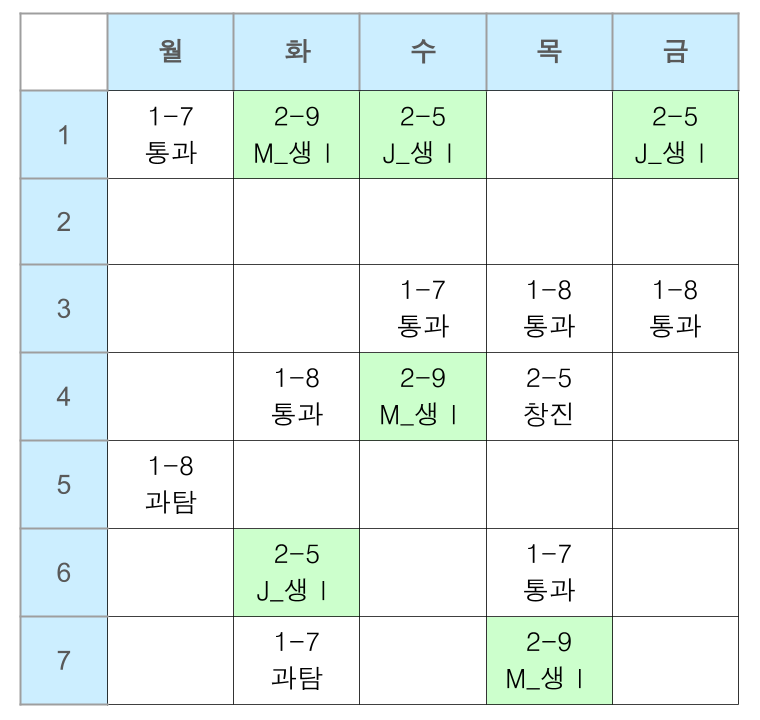 월 화 수 목 금
1 1-7 2-9 2-5 2-5
통과 M_생Ⅰ J_생Ⅰ J_생Ⅰ
2
3 1-7 1-8 1-8
통과 통과 통과
4 1-8 2-9 2-5
통과 M_생Ⅰ 창진
5 1-8
과탐
6 2-5 1-7
J_생Ⅰ 통과
7 1-7 2-9
과탐 M_생Ⅰ